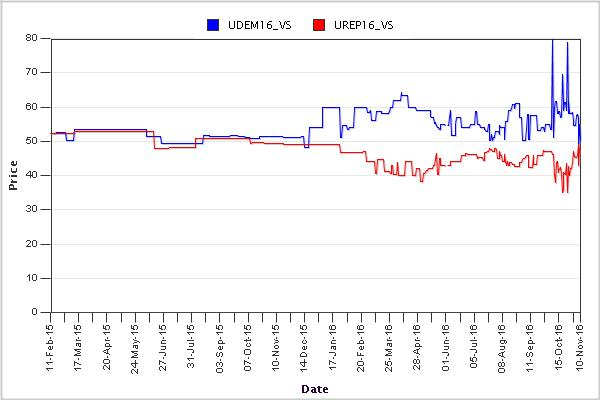 UDEM16_VS UREP16_VS
80
70
60
50
40
30
20
10
0
Price
11-Feb-15 17-Mar-15 20-Apr-15 24-May-15 27-Jun-15 31-Jul-15 03-Sep-15 07-Oct-15 10-Nov-15 14-Dec-15 17-Jan-16 20-Feb-16 25-Mar-16 28-Apr-16 01-Jun-16 05-Jul-16 08-Aug-16 11-Sep-16 15-Oct-16 10-Nov-16
Date